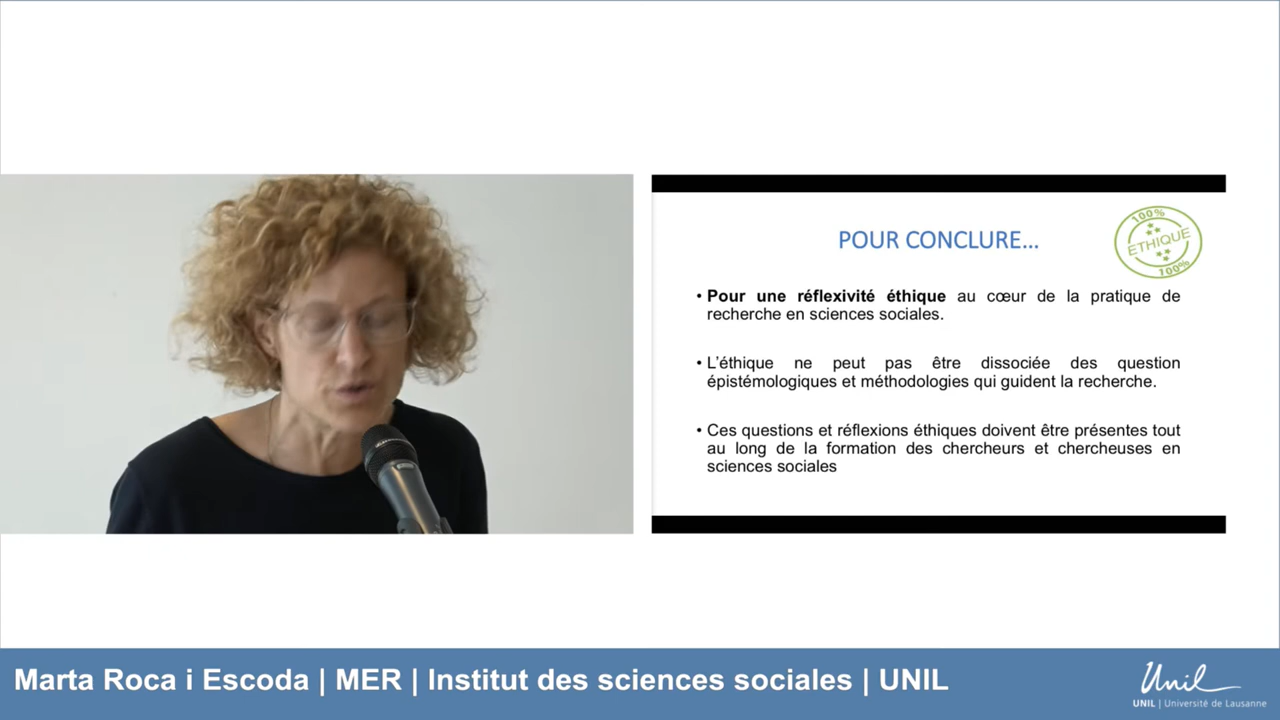 POUR CONCLURE...
100%
ETHIQUE
100%
• Pour une réflexivité éthique au cœur de la pratique de
recherche en sciences sociales.
• L'éthique ne peut pas être dissociée des question
épistémologiques et méthodologies qui guident la recherche.
• Ces questions et réflexions éthiques doivent être présentes tout
au long de la formation des chercheurs et chercheuses en
sciences sociales
Marta Roca i Escoda | MER | Institut des sciences sociales | UNIL
Unil
UNIL | Université de Lausanne